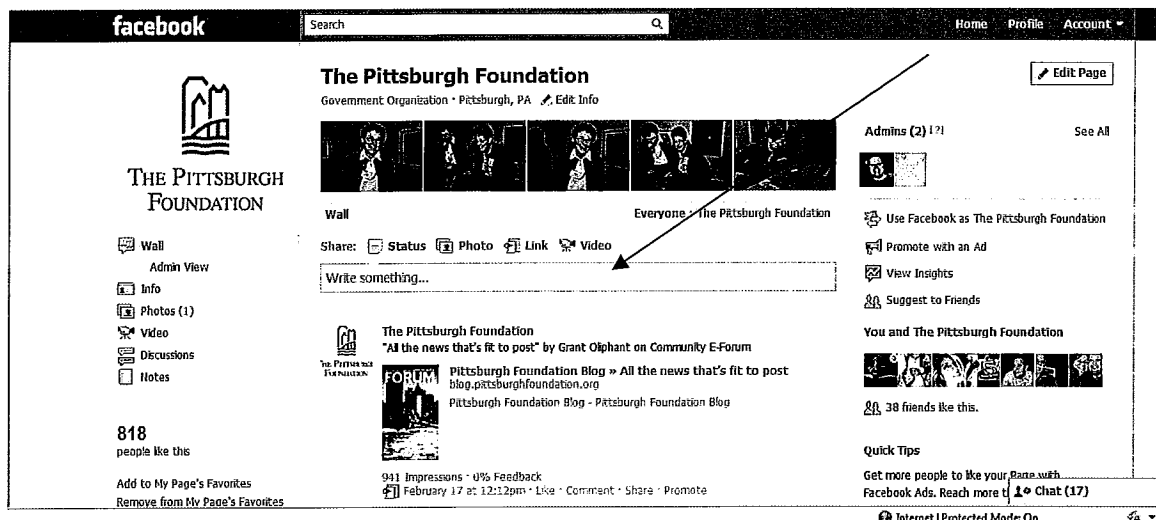 facebook
Search
Home Profile Account
The Pittsburgh Foundation
Government Organization • Pittsburgh, PA Edit Info
Edit Page
THE PITTSBURGH
FOUNDATION
Admins (2) [?] See All
Wall Everyone • The Pittsburgh Foundation
Share: Status Photo Link Video
Write something...
Wall
Admin View
Info
Photos (1)
Video
Discussions
Notes
818
people like this
Add to My Page's Favorites
Remove from My Page's Favorites
THE PITTSBURGH
FOUNDATION
The Pittsburgh Foundation
"All the news that's fit to post" by Grant Oliphant on Community E-Forum
FORUM
Pittsburgh Foundation Blog » All the news that's fit to post
blog.pittsburghfoundation.org
Pittsburgh Foundation Blog - Pittsburgh Foundation Blog
941 Impressions • 0% Feedback
February 17 at 12:12pm • Like • Comment • Share • Promote
Use Facebook as The Pittsburgh Foundation
Promote with an Ad
View Insights
Suggest to Friends
You and The Pittsburgh Foundation
38 friends like this.
Quick Tips
Get more people to like your Page with
Facebook Ads. Reach more
Chat (17)
Internet | Protected Mode: On